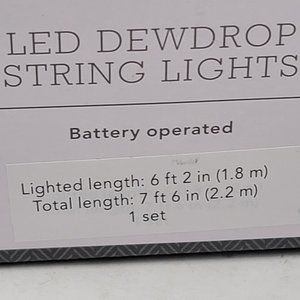 LED DEWDROP
STRING LIGHTS
Battery operated
Lighted length: 6 ft 2 in (1.8 m)
Total length: 7 ft 6 in (2.2 m)
1 set